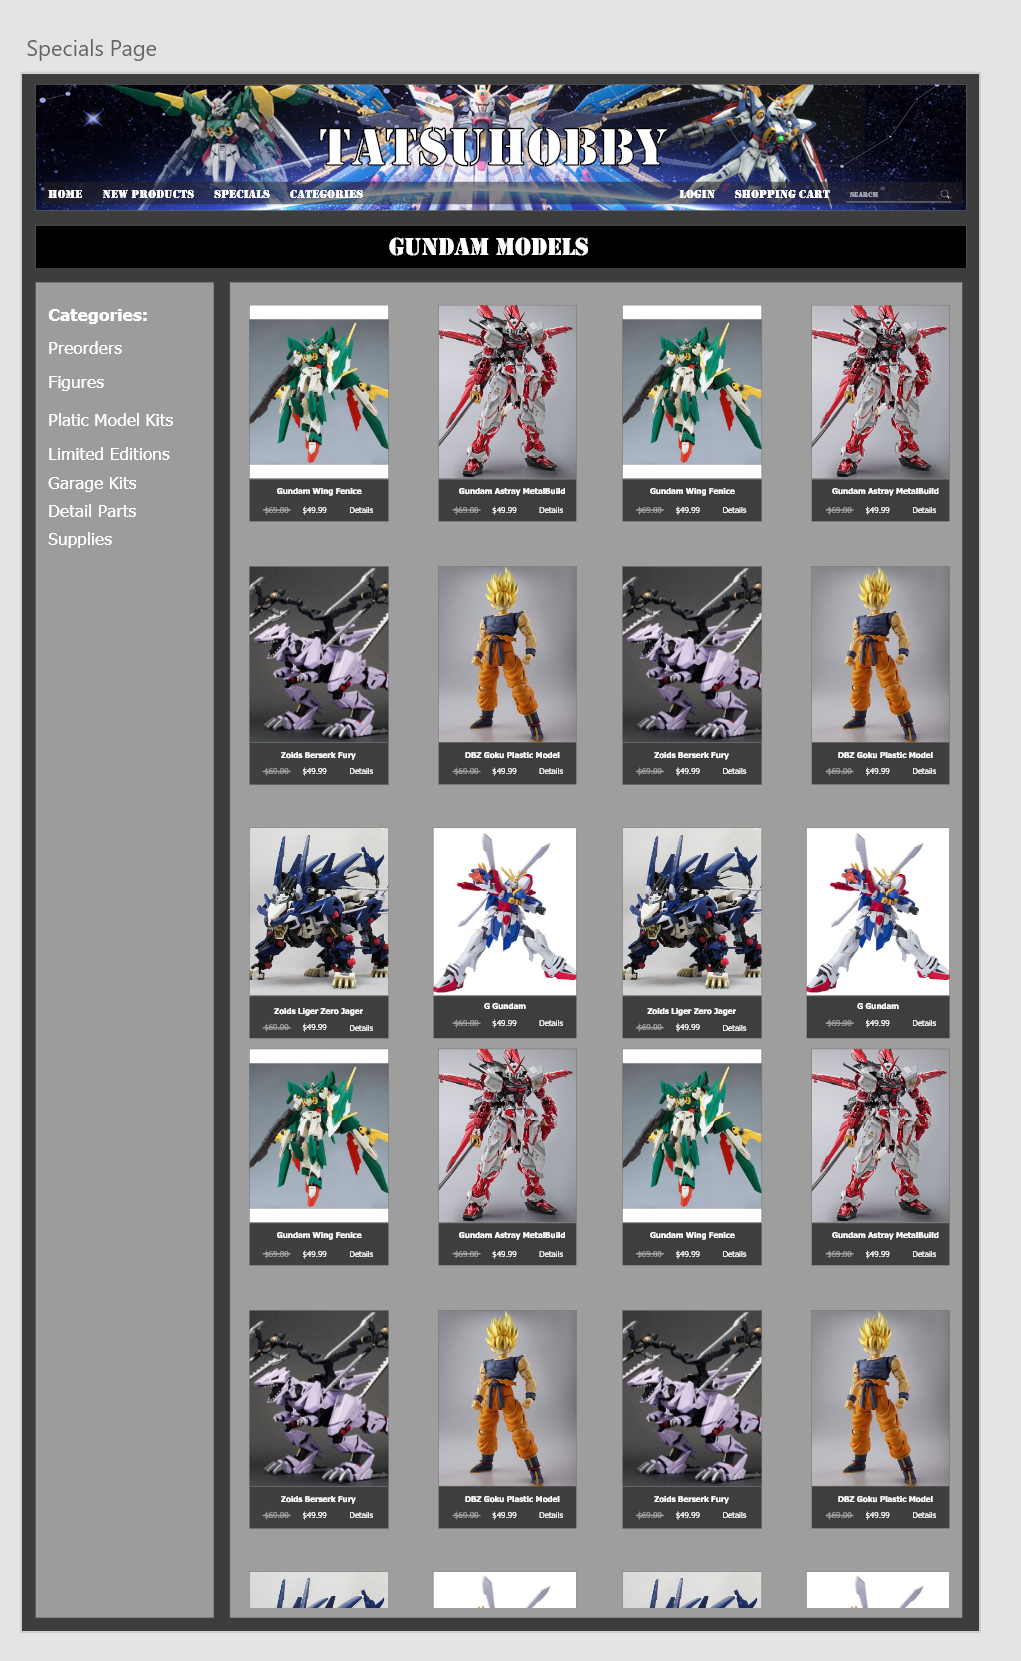 Specials Page
TATSUHOBBY
HOME NEW PRODUCTS SPECIALS CATEGORIES LOGIN SHOPPING CART SEARCH
GUNDAM MODELS
Categories:
Preorders
Figures
Platic Model Kits
Limited Editions
Garage Kits
Detail Parts
Supplies
Gundam Wing Fenice
$69.00 $49.99 Details
Gundam Astray MetalBuild
$69.00 $49.99 Details
Gundam Wing Fenice
$69.00 $49.99 Details
Gundam Astray MetalBuild
$69.00 $49.99 Details
Zoids Berserk Fury
$69.00 $49.99 Details
DBZ Goku Plastic Model
$69.00 $49.99 Details
Zoids Berserk Fury
$69.00 $49.99 Details
DBZ Goku Plastic Model
$69.00 $49.99 Details
Zoids Liger Zero Jager
$69.00 $49.99 Details
G Gundam
$69.00 $49.99 Details
Zoids Liger Zero Jager
$69.00 $49.99 Details
G Gundam
$69.00 $49.99 Details
Gundam Wing Fenice
$69.00 $49.99 Details
Gundam Astray MetalBuild
$69.00 $49.99 Details
Gundam Wing Fenice
$69.00 $49.99 Details
Gundam Astray MetalBuild
$69.00 $49.99 Details
Zoids Berserk Fury
$69.00 $49.99 Details
DBZ Goku Plastic Model
$69.00 $49.99 Details
Zoids Berserk Fury
$69.00 $49.99 Details
DBZ Goku Plastic Model
$69.00 $49.99 Details